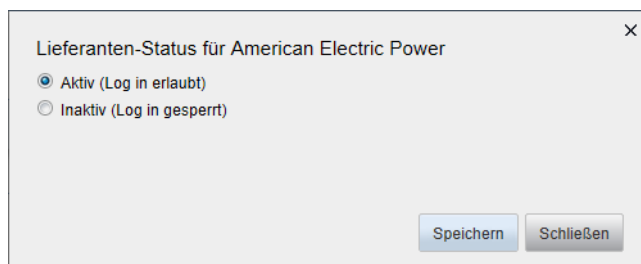 Lieferanten-Status für American Electric Power
Aktiv (Log in erlaubt)
Inaktiv (Log in gesperrt)
Speichern
Schließen